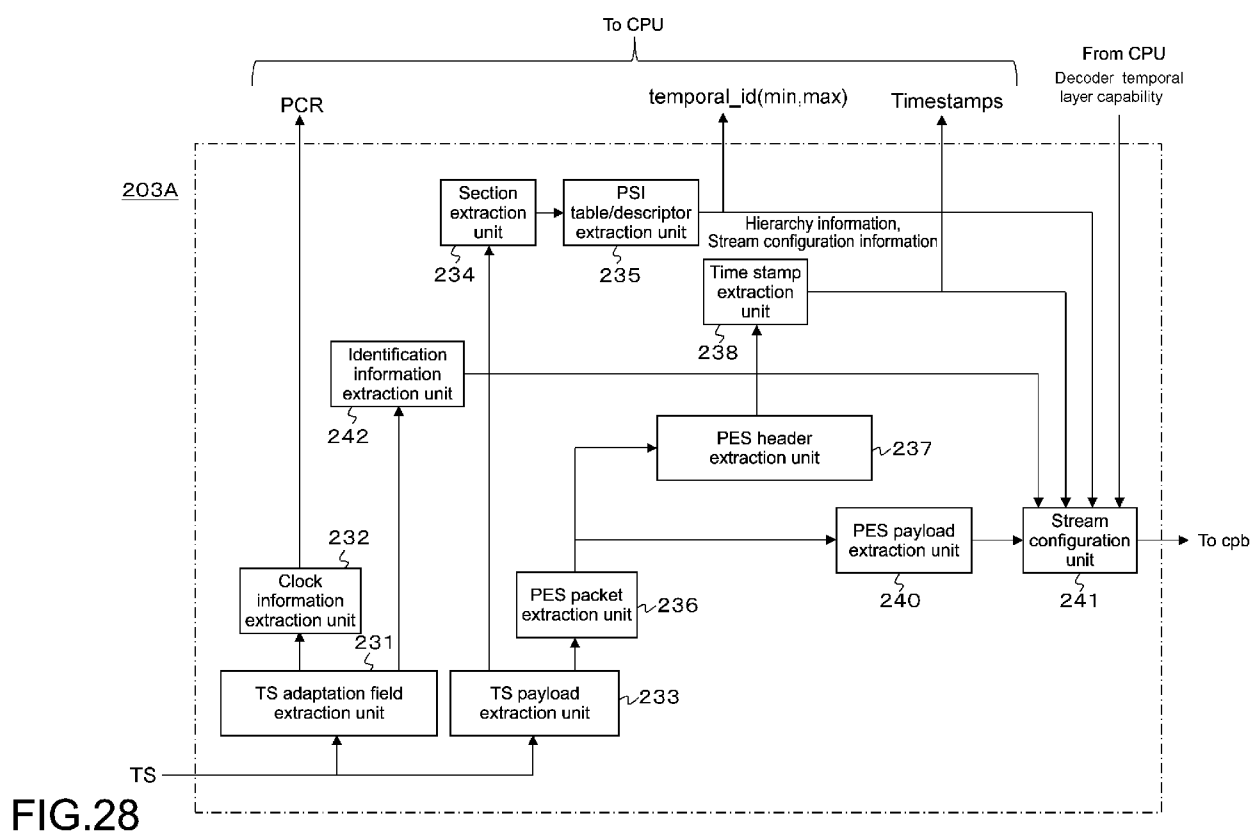 To CPU
From CPU
Decoder temporal
layer capability
PCR
temporal_id(min,max)
Timestamps
203A
Section
extraction
unit
234
PSI
table/descriptor
extraction unit
235
Hierarchy information,
Stream configuration information
Time stamp
extraction
unit
238
Identification
information
extraction unit
242
PES header
extraction unit
237
232
Clock
information
extraction unit
PES packet
extraction unit
236
PES payload
extraction unit
240
Stream
configuration
unit
241
To cpb
231
TS adaptation field
extraction unit
TS payload
extraction unit
233
TS
FIG.28